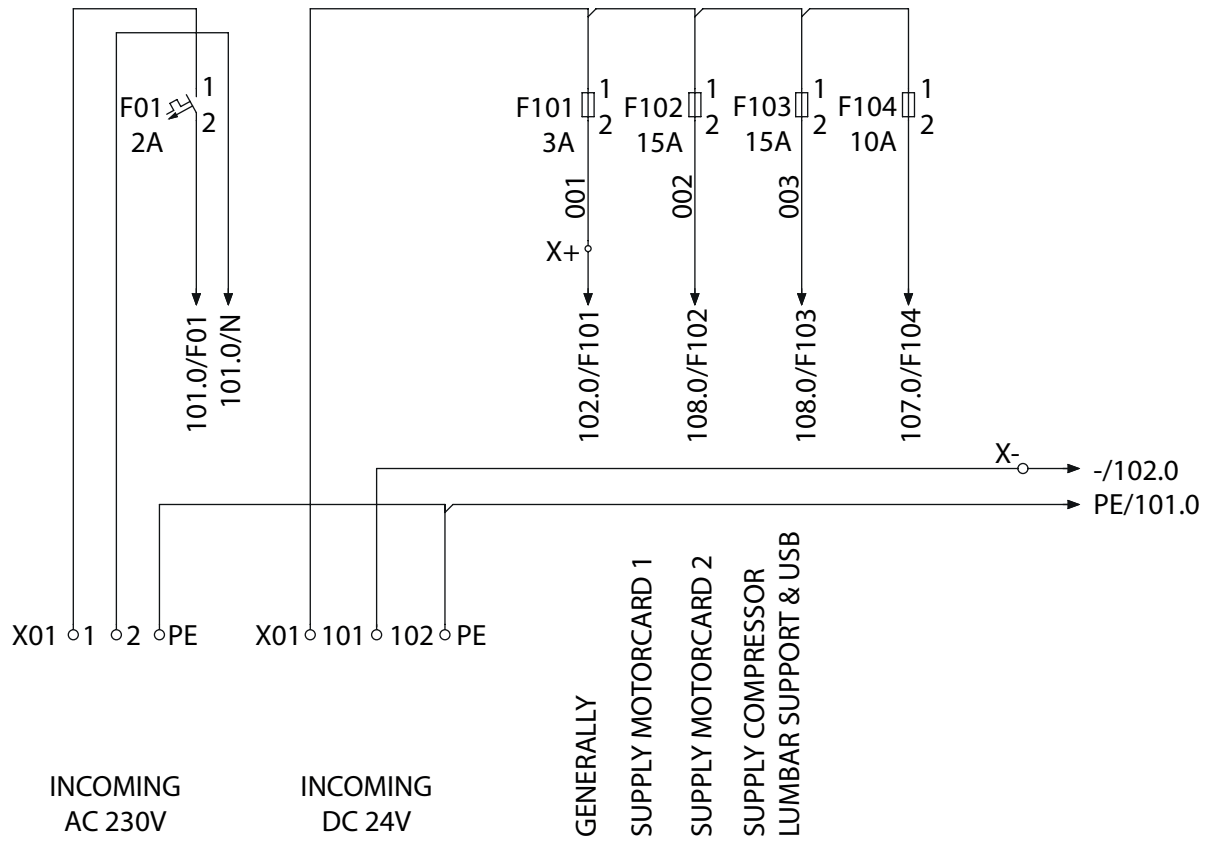 F01
2A
1
2
F101
3A
1
2
F102
15A
1
2
F103
15A
1
2
F104
10A
1
2
001
002
003
X+
101.0/F01
101.0/N
102.0/F101
108.0/F102
108.0/F103
107.0/F104
X-
-/102.0
PE/101.0
X01 1 2 PE
X01 101 102 PE
GENERALLY
SUPPLY MOTORCARD 1
SUPPLY MOTORCARD 2
SUPPLY COMPRESSOR
LUMBAR SUPPORT & USB
INCOMING
AC 230V
INCOMING
DC 24V